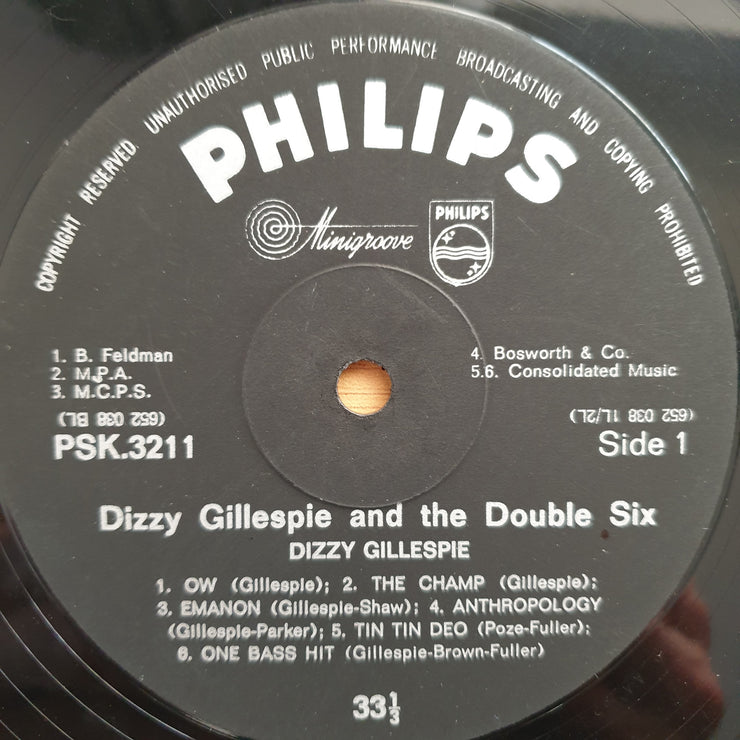 COPYRIGHT RESERVED. UNAUTHORISED PUBLIC PERFORMANCE BROADCASTING AND COPYING PROHIBITED
PHILIPS
Minigroove
PHILIPS
1. B. Feldman
2. M.P.A.
3. M.C.P.S.
4. Bosworth & Co.
5.6. Consolidated Music
(652 038 BL)
(652 038 1L/2L)
PSK.3211
Side 1
Dizzy Gillespie and the Double Six
DIZZY GILLESPIE
1. OW (Gillespie); 2. THE CHAMP (Gillespie);
3. EMANON (Gillespie-Shaw); 4. ANTHROPOLOGY
(Gillespie-Parker); 5. TIN TIN DEO (Poze-Fuller);
6. ONE BASS HIT (Gillespie-Brown-Fuller)
33⅓